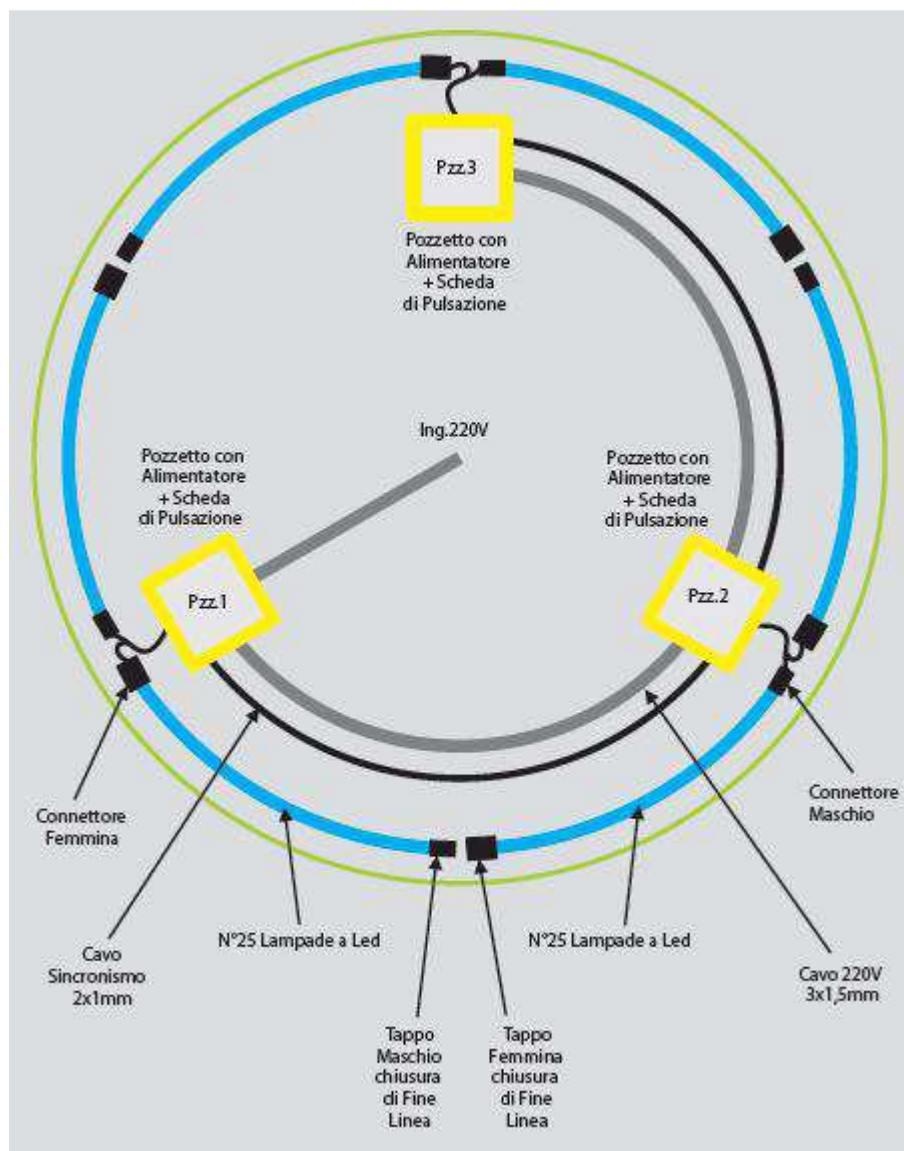 Pzz.3
Pozzetto con
Alimentatore
+ Scheda
di Pulsazione
Ing.220V
Pozzetto con
Alimentatore
+ Scheda
di Pulsazione
Pozzetto con
Alimentatore
+ Scheda
di Pulsazione
Pzz.1
Pzz.2
Connettore
Femmina
Connettore
Maschio
N°25 Lampade a Led
N°25 Lampade a Led
Cavo
Sincronismo
2x1mm
Cavo 220V
3x1,5mm
Tappo
Maschio
chiusura
di Fine
Linea
Tappo
Femmina
chiusura
di Fine
Linea